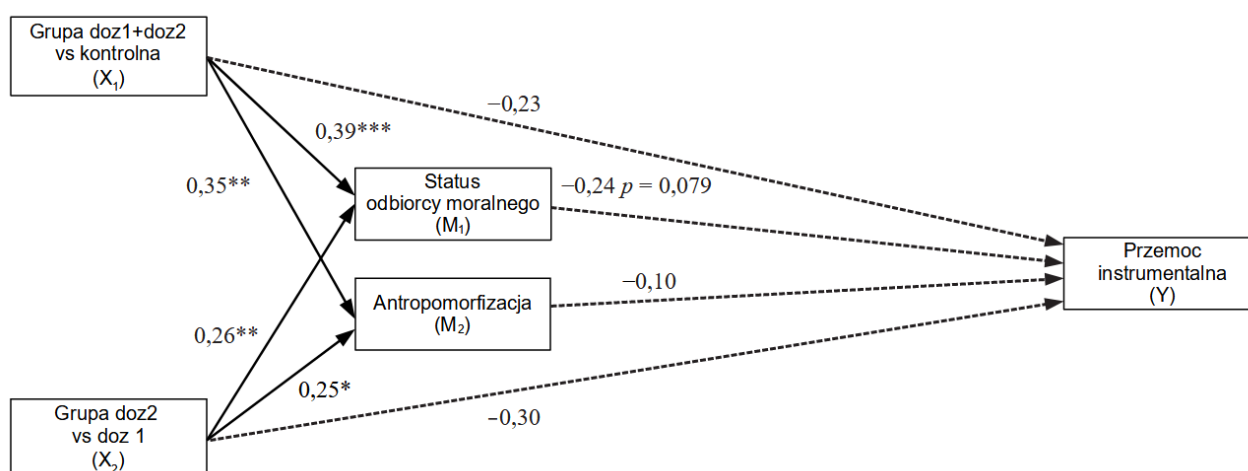 Grupa doz1+doz2
vs kontrolna
(X₁)
−0,23
0,39***
0,35**
Status
odbiorcy moralnego
(M₁)
−0,24 p = 0,079
Przemoc
instrumentalna
(Y)
Antropomorfizacja
(M₂)
−0,10
0,26**
0,25*
−0,30
Grupa doz2
vs doz 1
(X₂)